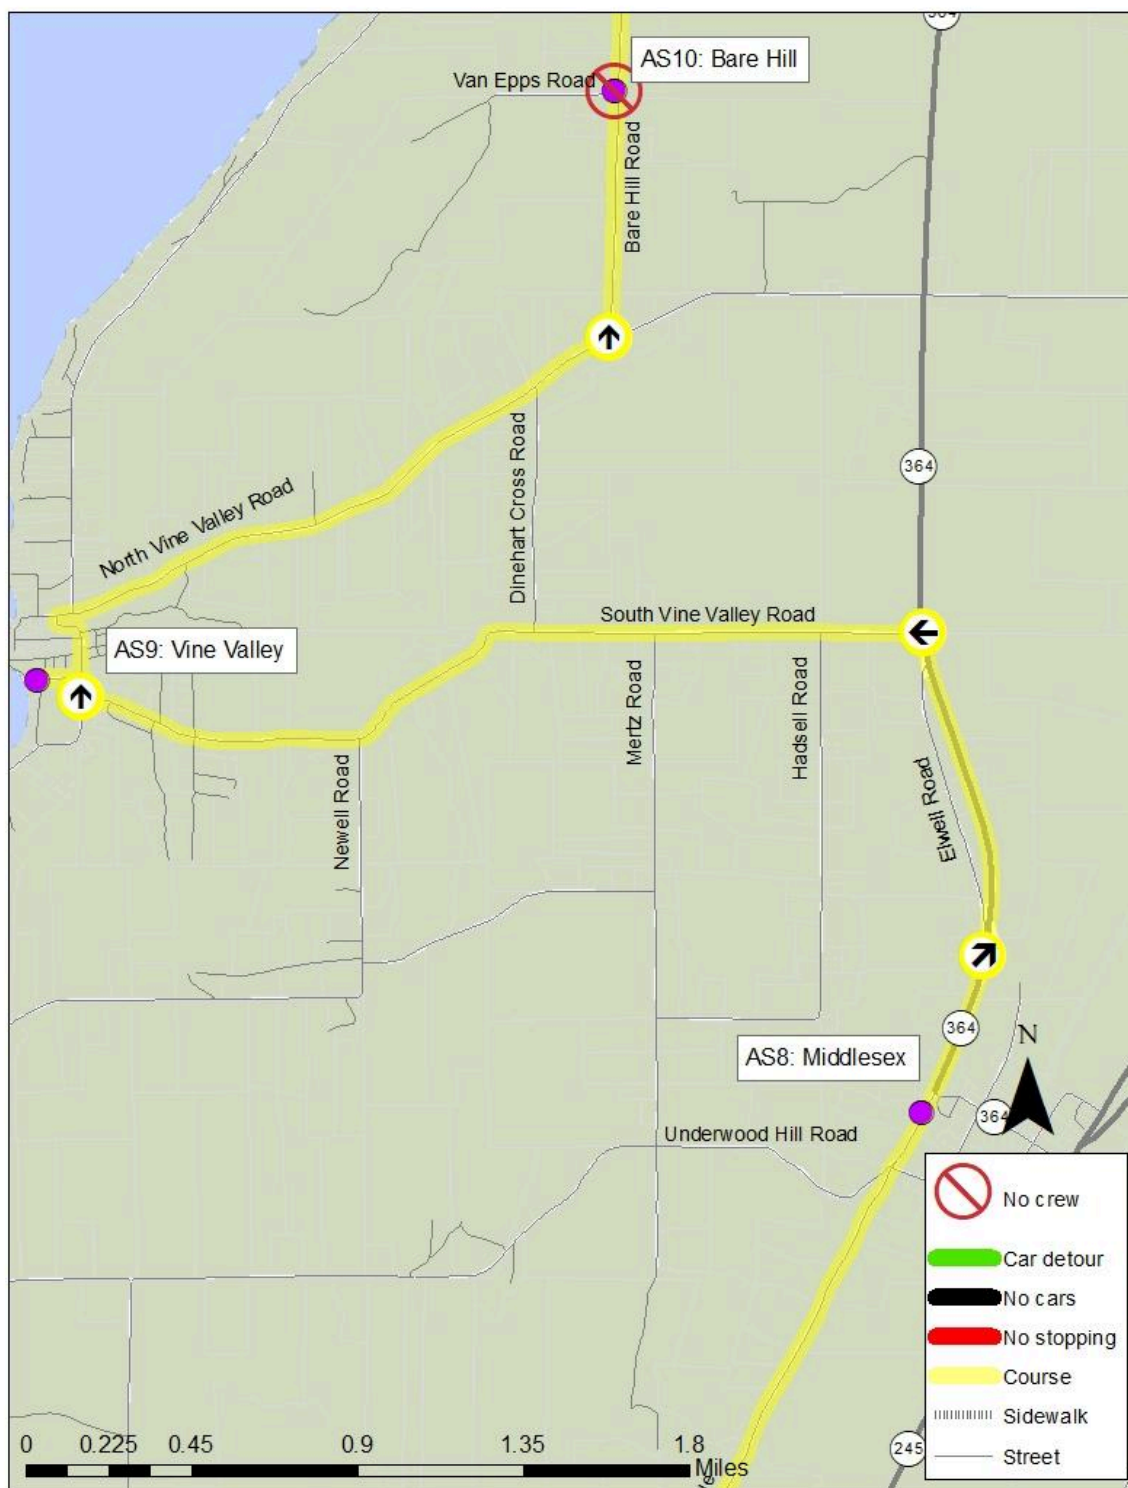 364
AS10: Bare Hill
Van Epps Road
Bare Hill Road
364
North Vine Valley Road
Dinehart Cross Road
South Vine Valley Road
AS9: Vine Valley
Mertz Road
Hadsell Road
Elwell Road
Newell Road
364
N
AS8: Middlesex
364
Underwood Hill Road
No crew
Car detour
No cars
No stopping
Course
Sidewalk
Street
245
0 0.225 0.45 0.9 1.35 1.8
Miles